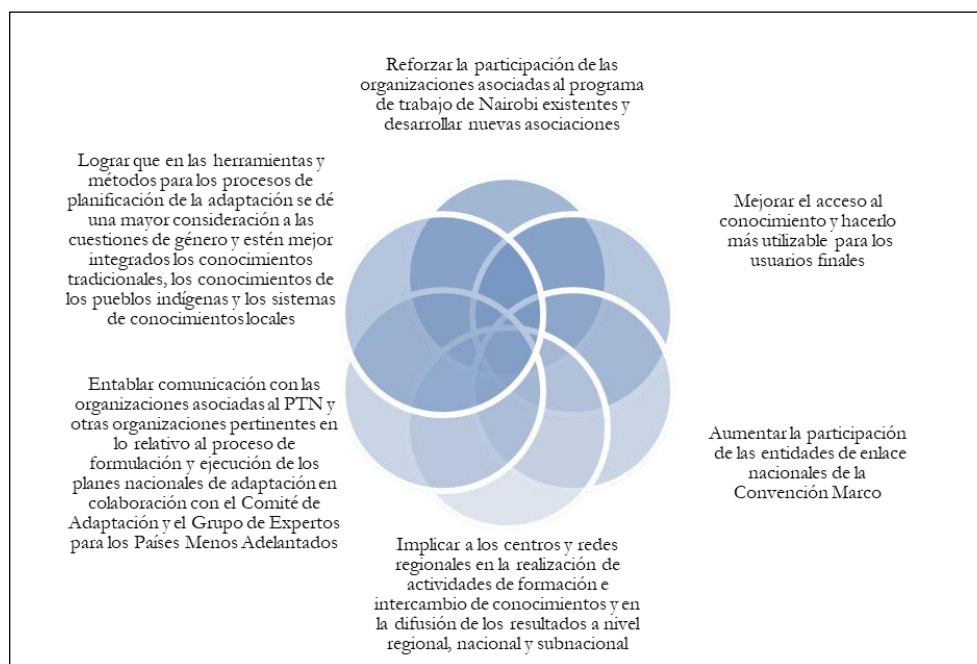 Reforzar la participación de las
organizaciones asociadas al programa
de trabajo de Nairobi existentes y
desarrollar nuevas asociaciones
Mejorar el acceso al
conocimiento y hacerlo
más utilizable para los
usuarios finales
Aumentar la participación
de las entidades de enlace
nacionales de la
Convención Marco
Implicar a los centros y redes
regionales en la realización de
actividades de formación e
intercambio de conocimientos y en
la difusión de los resultados a nivel
regional, nacional y subnacional
Entablar comunicación con las
organizaciones asociadas al PTN y
otras organizaciones pertinentes en
lo relativo al proceso de
formulación y ejecución de los
planes nacionales de adaptación en
colaboración con el Comité de
Adaptación y el Grupo de Expertos
para los Países Menos Adelantados
Lograr que en las herramientas y
métodos para los procesos de
planificación de la adaptación se dé
una mayor consideración a las
cuestiones de género y estén mejor
integrados los conocimientos
tradicionales, los conocimientos de
los pueblos indígenas y los sistemas
de conocimientos locales